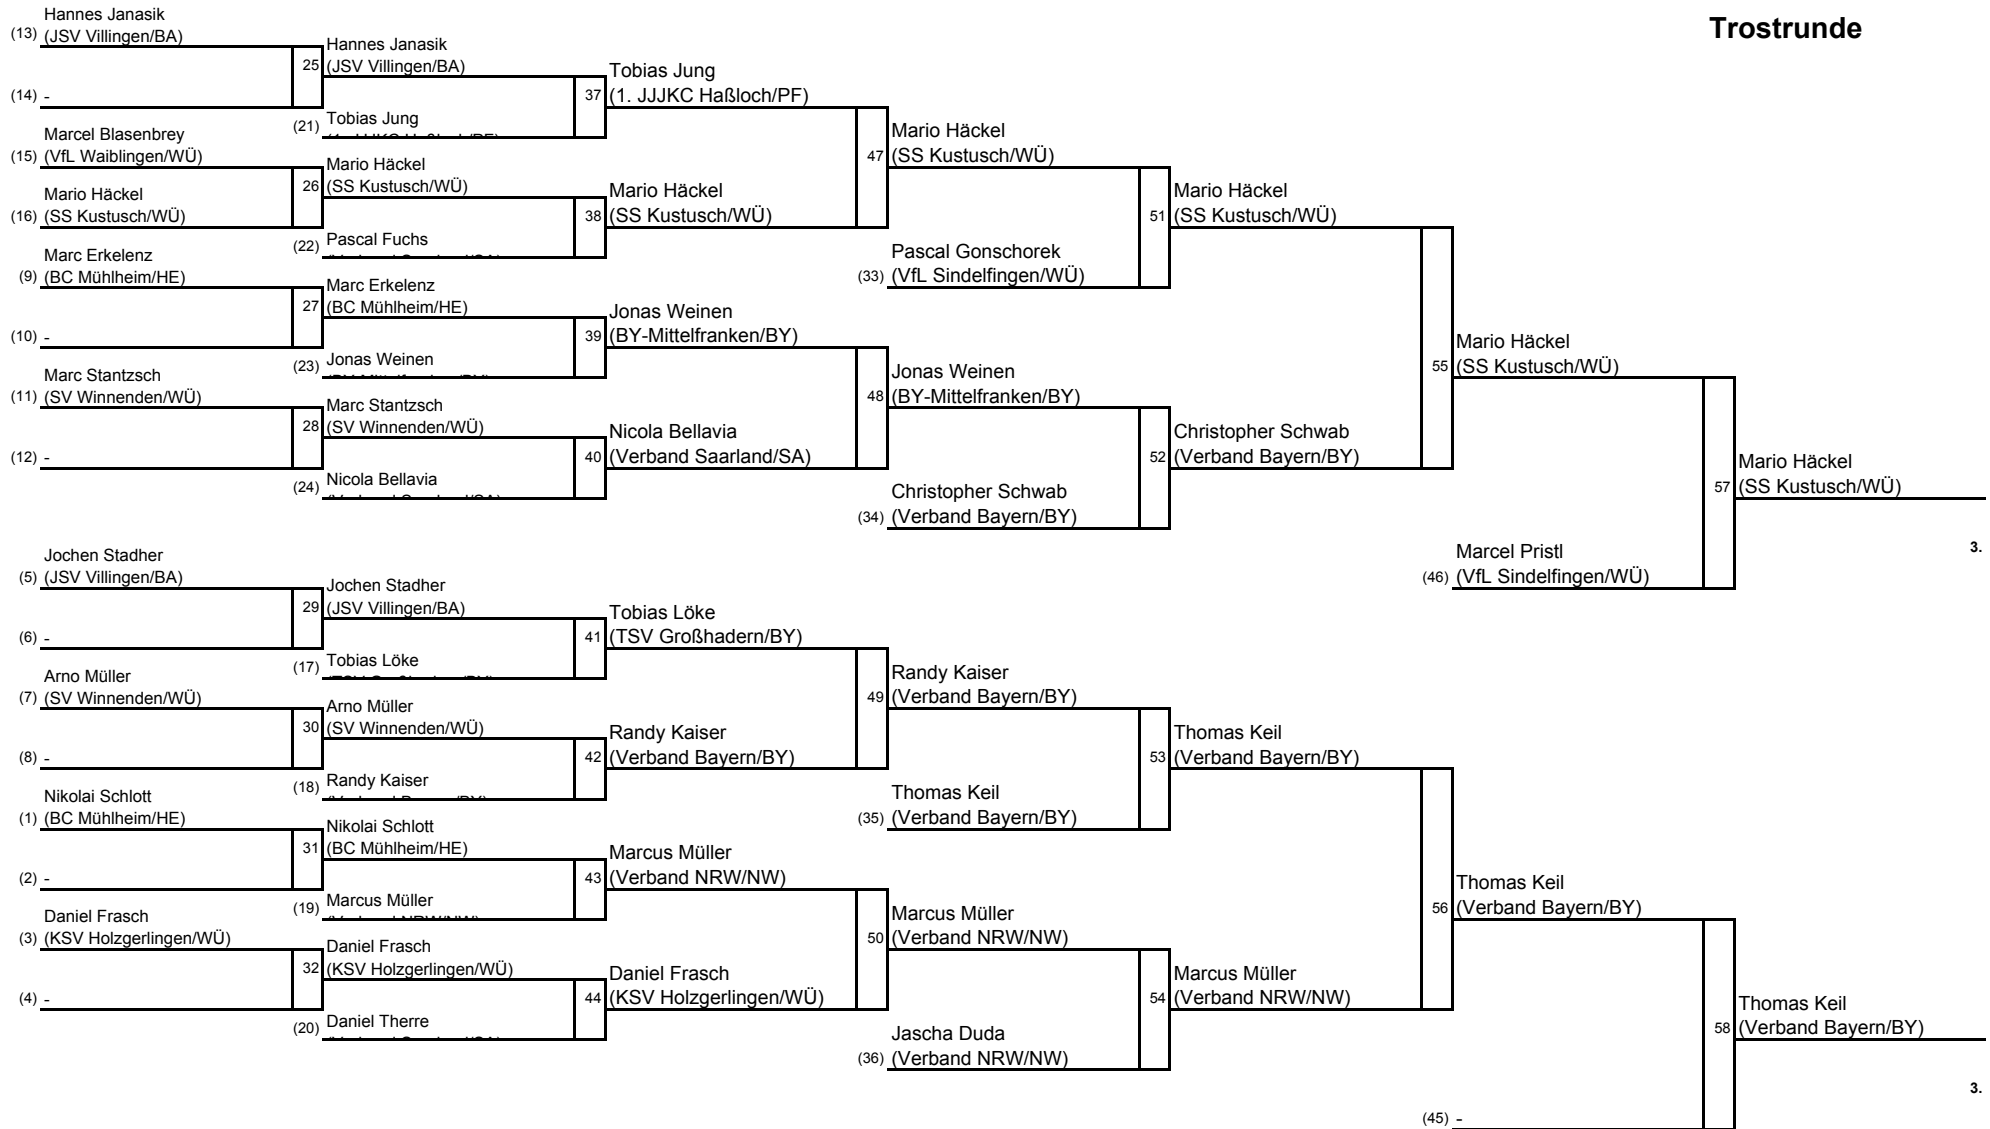 Trostrunde
Hannes Janasik
(13) (JSV Villingen/BA)
25
(14) -
Marcel Blasenbrey
(15) (VfL Waiblingen/WÜ)
26
Mario Häckel
(16) (SS Kustusch/WÜ)
Marc Erkelenz
(9) (BC Mühlheim/HE)
27
(10) -
Marc Stantzsch
(11) (SV Winnenden/WÜ)
28
(12) -
Jochen Stadher
(5) (JSV Villingen/BA)
29
(6) -
Arno Müller
(7) (SV Winnenden/WÜ)
30
(8) -
Nikolai Schlott
(1) (BC Mühlheim/HE)
31
(2) -
Daniel Frasch
(3) (KSV Holzgerlingen/WÜ)
32
(4) -
Hannes Janasik
(JSV Villingen/BA)
37
(21) Tobias Jung
Mario Häckel
(SS Kustusch/WÜ)
38
(22) Pascal Fuchs
Marc Erkelenz
(BC Mühlheim/HE)
39
(23) Jonas Weinen
Marc Stantzsch
(SV Winnenden/WÜ)
40
(24) Nicola Bellavia
Jochen Stadher
(JSV Villingen/BA)
41
(17) Tobias Löke
Arno Müller
(SV Winnenden/WÜ)
42
(18) Randy Kaiser
Nikolai Schlott
(BC Mühlheim/HE)
43
(19) Marcus Müller
Daniel Frasch
(KSV Holzgerlingen/WÜ)
44
(20) Daniel Therre
Tobias Jung
(1. JJJKC Haßloch/PF)
47
Mario Häckel
(SS Kustusch/WÜ)
Jonas Weinen
(BY-Mittelfranken/BY)
48
Nicola Bellavia
(Verband Saarland/SA)
Tobias Löke
(TSV Großhadern/BY)
49
Randy Kaiser
(Verband Bayern/BY)
Marcus Müller
(Verband NRW/NW)
50
Daniel Frasch
(KSV Holzgerlingen/WÜ)
Mario Häckel
(SS Kustusch/WÜ)
51
Pascal Gonschorek
(33) (VfL Sindelfingen/WÜ)
Jonas Weinen
(BY-Mittelfranken/BY)
52
Christopher Schwab
(34) (Verband Bayern/BY)
Randy Kaiser
(Verband Bayern/BY)
53
Thomas Keil
(35) (Verband Bayern/BY)
Marcus Müller
(Verband NRW/NW)
54
Jascha Duda
(36) (Verband NRW/NW)
Mario Häckel
(SS Kustusch/WÜ)
55
Christopher Schwab
(Verband Bayern/BY)
Thomas Keil
(Verband Bayern/BY)
56
Marcus Müller
(Verband NRW/NW)
Mario Häckel
(SS Kustusch/WÜ)
57
Marcel Pristl
(46) (VfL Sindelfingen/WÜ)
Thomas Keil
(Verband Bayern/BY)
58
(45) -
Mario Häckel
(SS Kustusch/WÜ)
3.
Thomas Keil
(Verband Bayern/BY)
3.